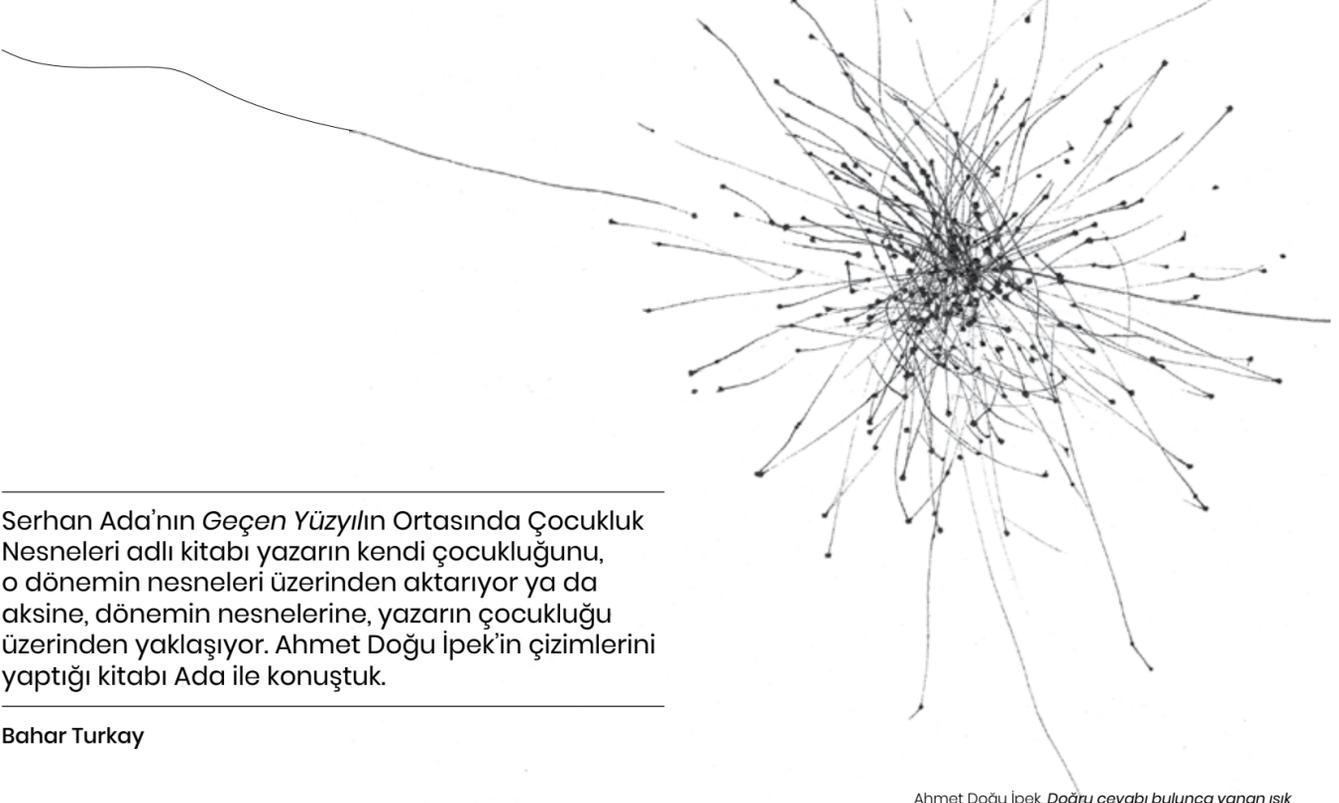 Serhan Ada’nın Geçen Yüzyılın Ortasında Çocukluk
Nesneleri adlı kitabı yazarın kendi çocukluğunu,
o dönemin nesneleri üzerinden aktarıyor ya da
aksine, dönemin nesnelerine, yazarın çocukluğu
üzerinden yaklaşıyor. Ahmet Doğu İpek’in çizimlerini
yaptığı kitabı Ada ile konuştuk.
Bahar Turkay
Ahmet Doğu İpek, Doğru cevabı bulunca yanan ışık